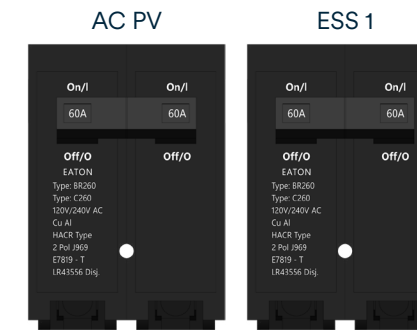 AC PV
ESS 1
On/I
On/I
60A
60A
Off/O
Off/O
EATON
Type: BR260
Type: C260
120V/240V AC
Cu Al
HACR Type
2 Pol J969
E7819 - T
LR43556 Disj.
On/I
On/I
60A
60A
Off/O
Off/O
EATON
Type: BR260
Type: C260
120V/240V AC
Cu Al
HACR Type
2 Pol J969
E7819 - T
LR43556 Disj.